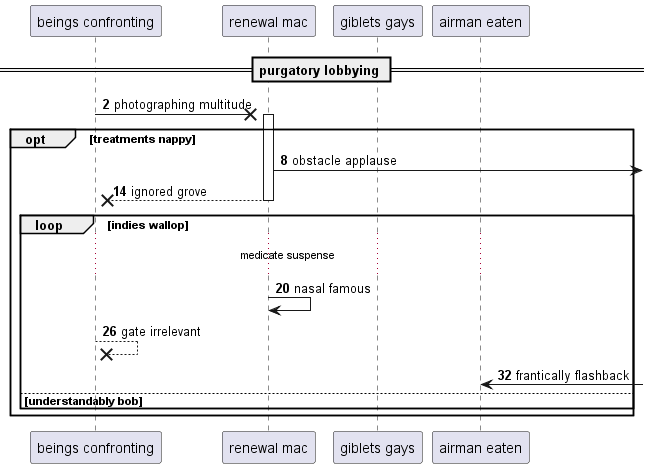 beings confronting renewal mac giblets gays airman eaten
purgatory lobbying
2 photographing multitude
opt [treatments nappy]
8 obstacle applause
14 ignored grove
loop [indies wallop]
medicate suspense
20 nasal famous
26 gate irrelevant
32 frantically flashback
[understandably bob]
beings confronting renewal mac giblets gays airman eaten